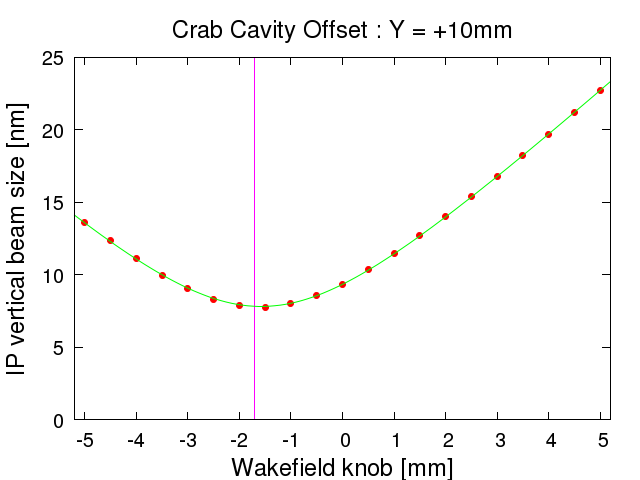 Crab Cavity Offset : Y = +10mm
IP vertical beam size [nm]
25
20
15
10
5
0
-5 -4 -3 -2 -1 0 1 2 3 4 5
Wakefield knob [mm]